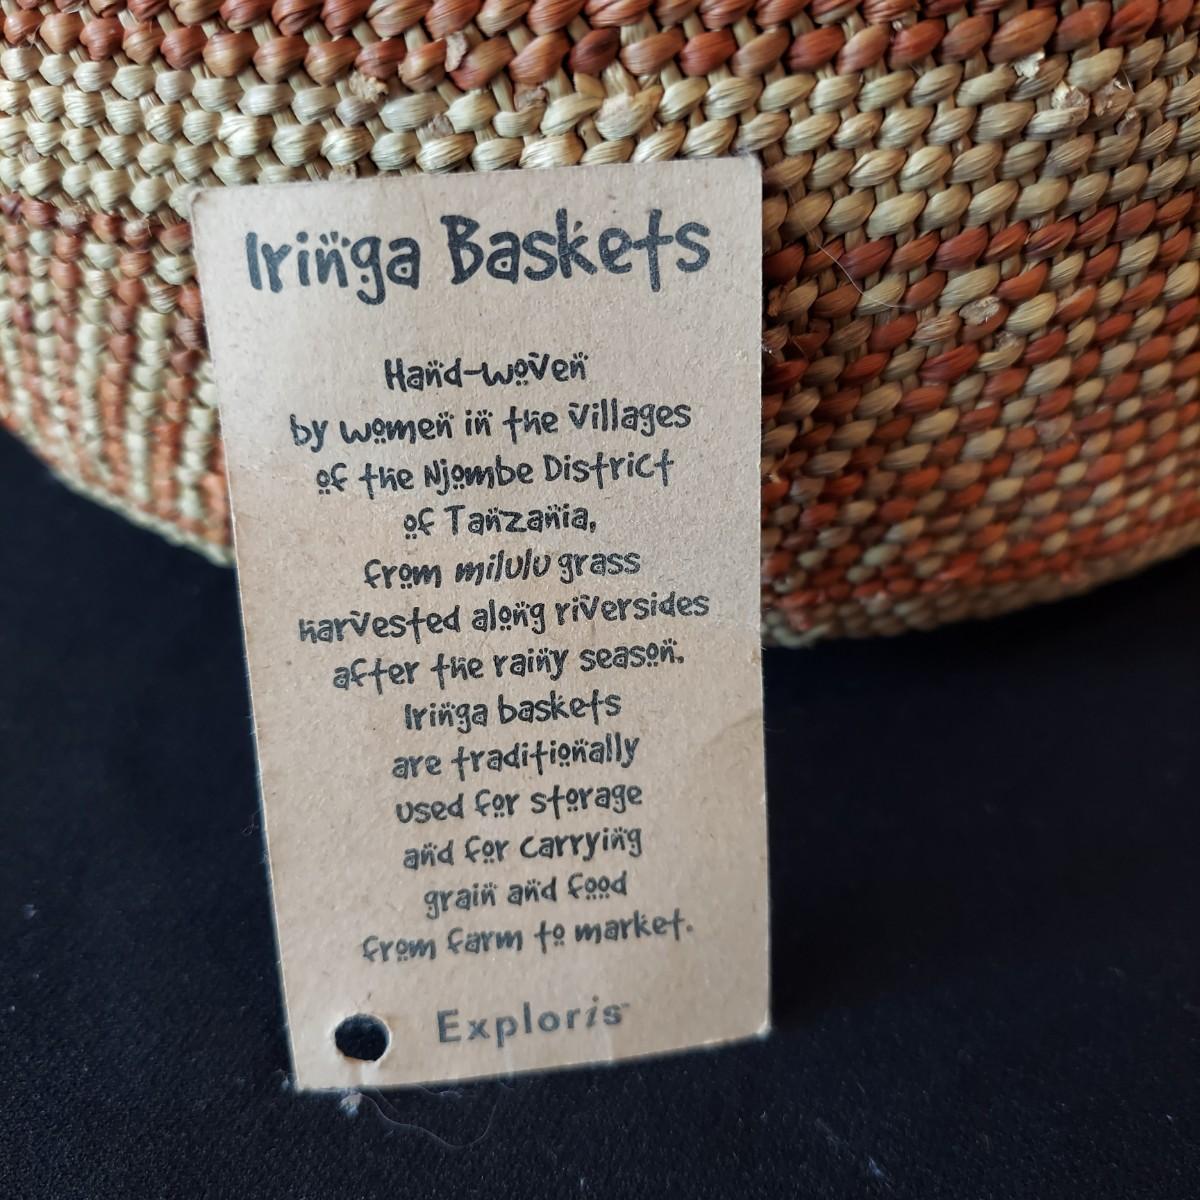 Iringa Baskets
Hand-woven
by women in the villages
of the Njombe District
of Tanzania,
from milulu grass
harvested along riversides
after the rainy season.
Iringa baskets
are traditionally
used for storage
and for carrying
grain and food
from farm to market.
Exploris™